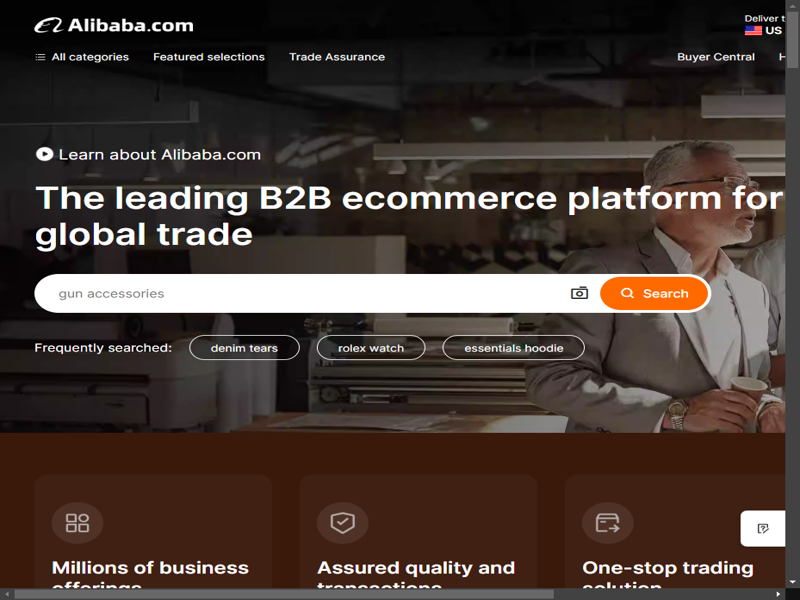 Alibaba.com
Deliver t
US
All categories
Featured selections
Trade Assurance
Buyer Central
H
Learn about Alibaba.com
The leading B2B ecommerce platform for
global trade
gun accessories
Search
Frequently searched:
denim tears
rolex watch
essentials hoodie
Millions of business
offerings
Assured quality and
transactions
One-stop trading
solution